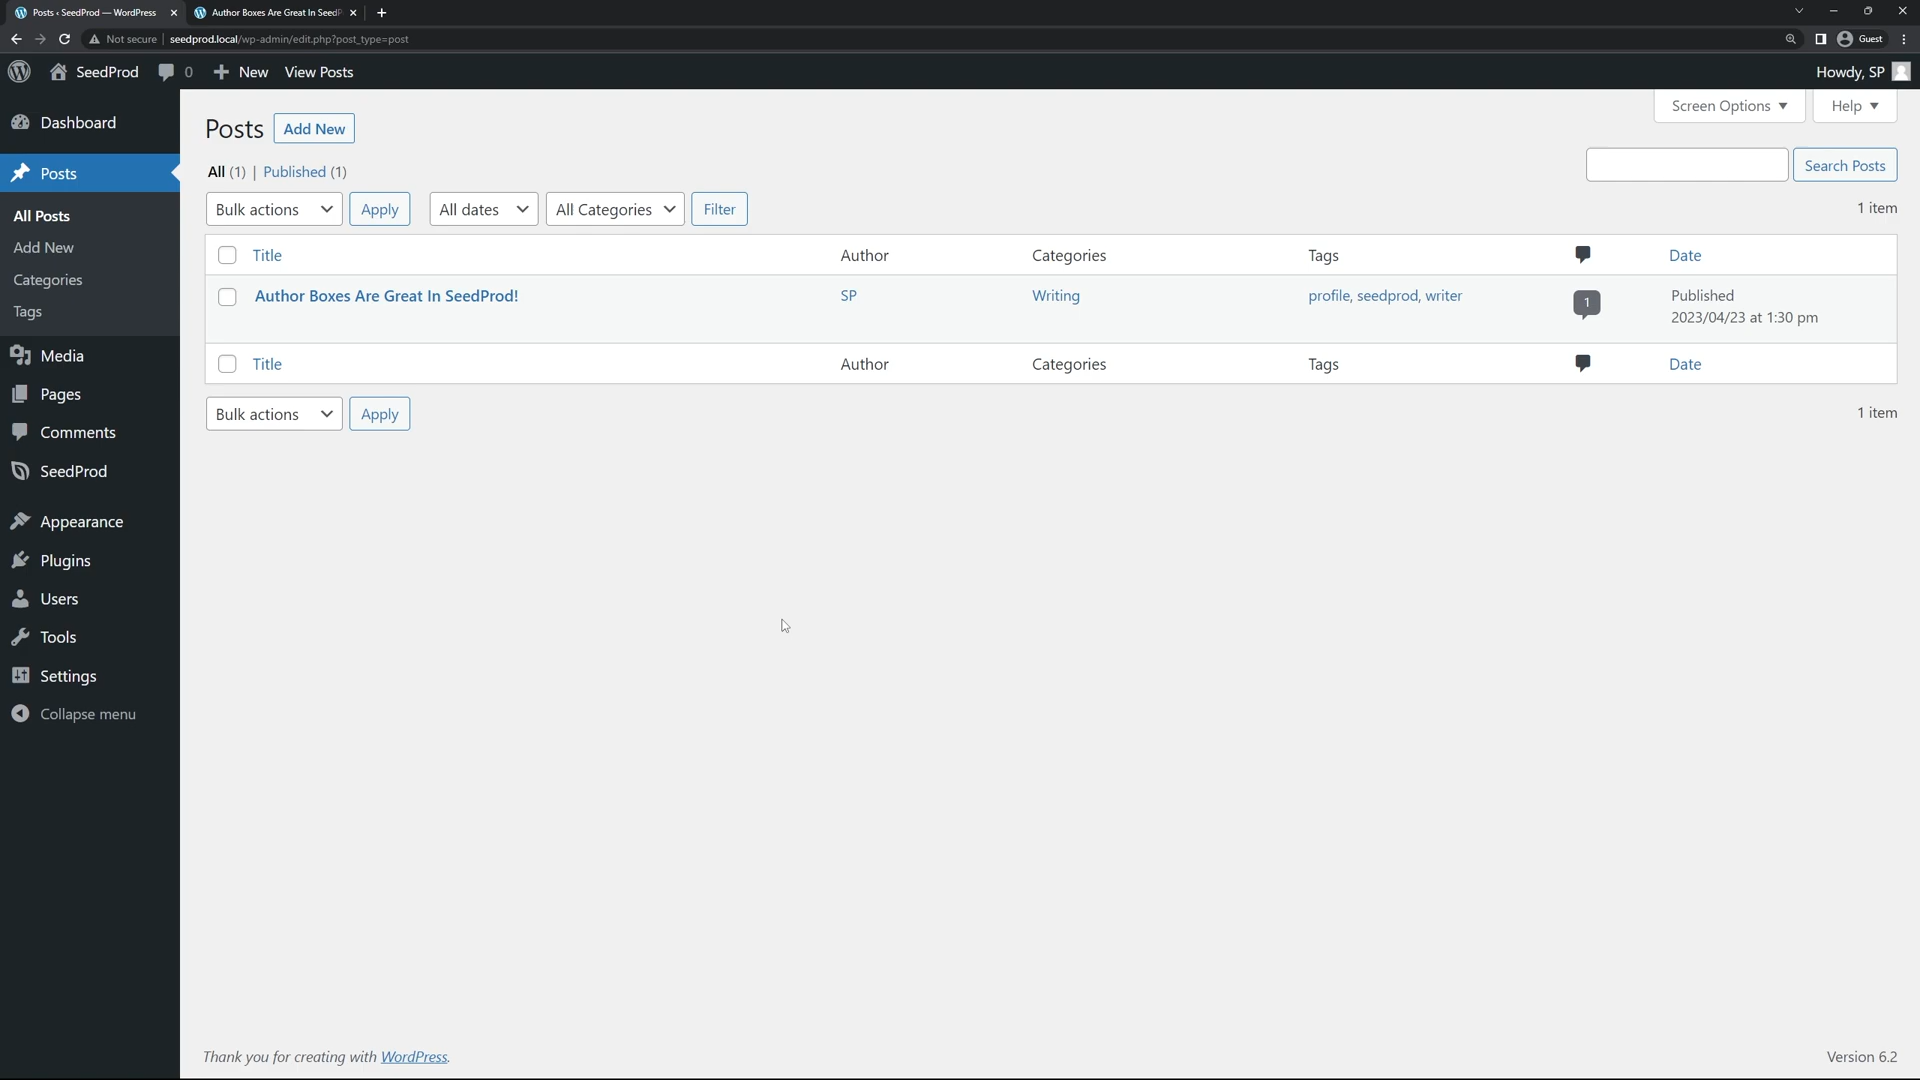 Posts ‹ SeedProd — WordPress
Author Boxes Are Great In SeedP
Not secure
seedprod.local/wp-admin/edit.php?post_type=post
Guest
SeedProd
0
New
View Posts
Howdy, SP
Dashboard
Posts
All Posts
Add New
Categories
Tags
Media
Pages
Comments
SeedProd
Appearance
Plugins
Users
Tools
Settings
Collapse menu
Posts
Add New
Screen Options
Help
All (1) | Published (1)
Search Posts
Bulk actions
Apply
All dates
All Categories
Filter
1 item
Title
Author
Categories
Tags
Date
Author Boxes Are Great In SeedProd!
SP
Writing
profile, seedprod, writer
1
Published
2023/04/23 at 1:30 pm
Title
Author
Categories
Tags
Date
Bulk actions
Apply
1 item
Thank you for creating with WordPress.
Version 6.2